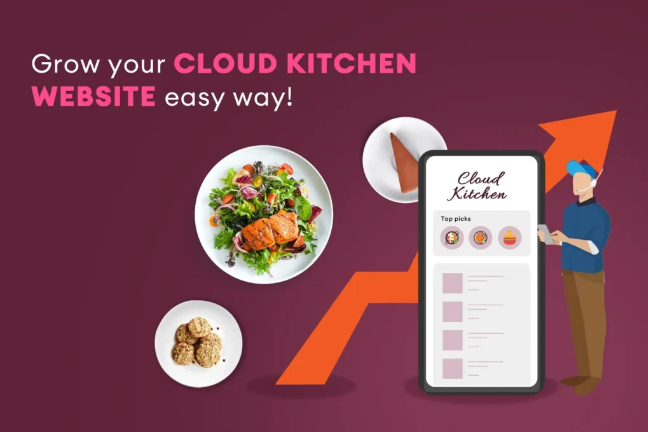 Grow your CLOUD KITCHEN
WEBSITE easy way!
Cloud
Kitchen
Top picks